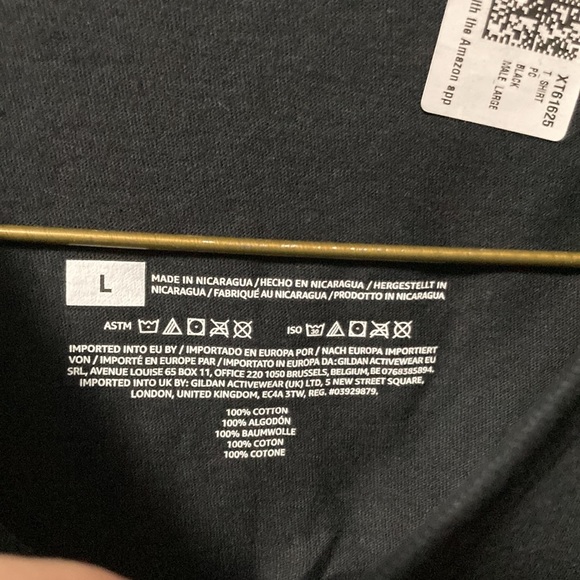 XT61625
T SHIRT
PC
BLACK
MALE_LARGE
with the Amazon app
L
MADE IN NICARAGUA/HECHO EN NICARAGUA/HERGESTELLT IN
NICARAGUA/FABRIQUÉ AU NICARAGUA/PRODOTTO IN NICARAGUA
ASTM ISO
IMPORTED INTO EU BY/IMPORTADO EN EUROPA POR/NACH EUROPA IMPORTIERT
VON/IMPORTÉ EN EUROPE PAR/IMPORTATO IN EUROPA DA:GILDAN ACTIVEWEAR EU
SRL, AVENUE LOUISE 65 BOX 11, OFFICE 220 1050 BRUSSELS, BELGIUM, BE 0768385894.
IMPORTED INTO UK BY: GILDAN ACTIVEWEAR (UK) LTD, 5 NEW STREET SQUARE,
LONDON, UNITED KINGDOM, EC4A 3TW, REG. #03929879.
100% COTTON
100% ALGODÓN
100% BAUMWOLLE
100% COTON
100% COTONE